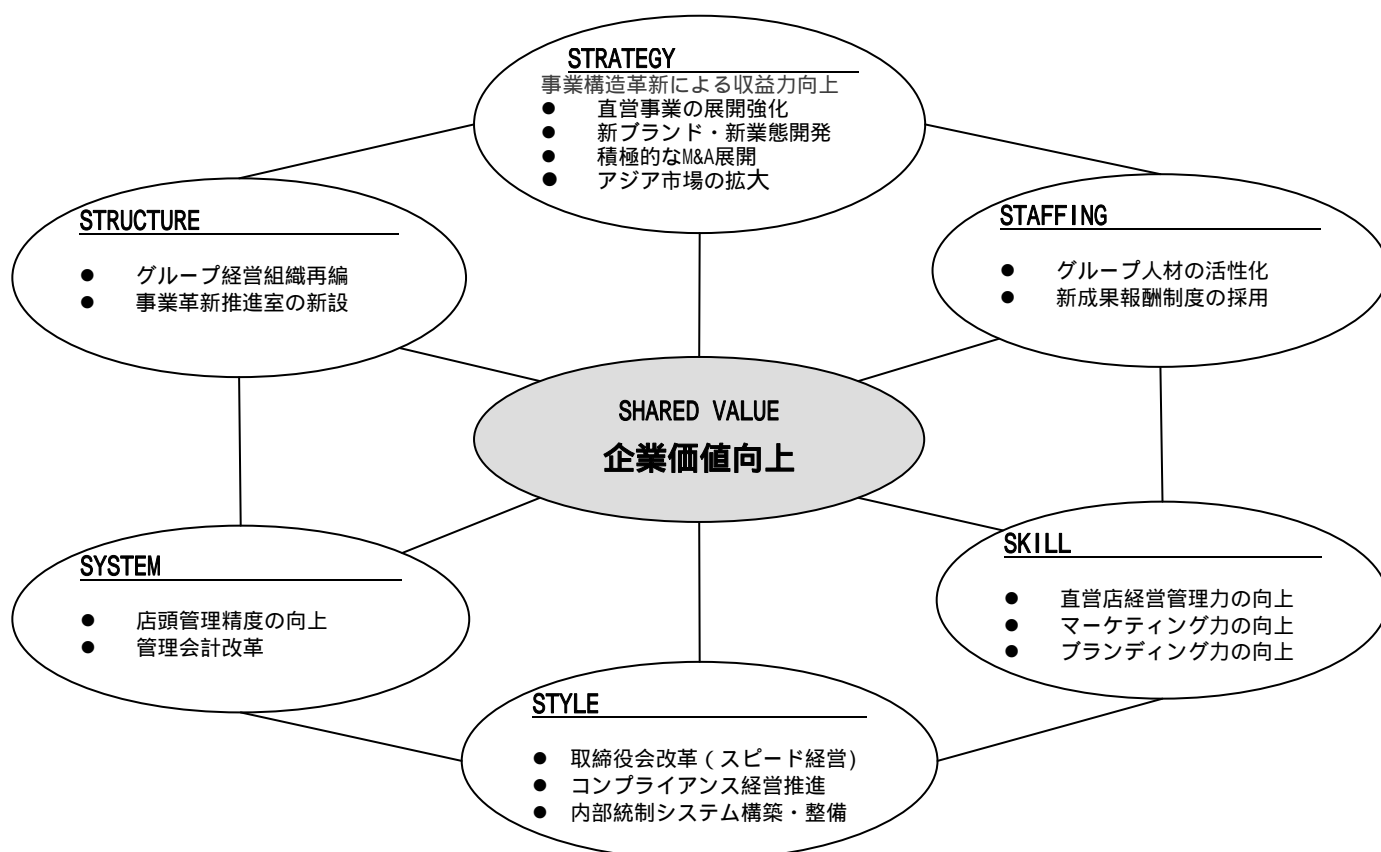 STRATEGY
事業構造革新による収益力向上
● 直営事業の展開強化
● 新ブランド・新業態開発
● 積極的なM&A展開
● アジア市場の拡大
STRUCTURE
● グループ経営組織再編
● 事業革新推進室の新設
STAFFING
● グループ人材の活性化
● 新成果報酬制度の採用
SHARED VALUE
企業価値向上
SYSTEM
● 店頭管理精度の向上
● 管理会計改革
SKILL
● 直営店経営管理力の向上
● マーケティング力の向上
● ブランディング力の向上
STYLE
● 取締役会改革(スピード経営)
● コンプライアンス経営推進
● 内部統制システム構築・整備